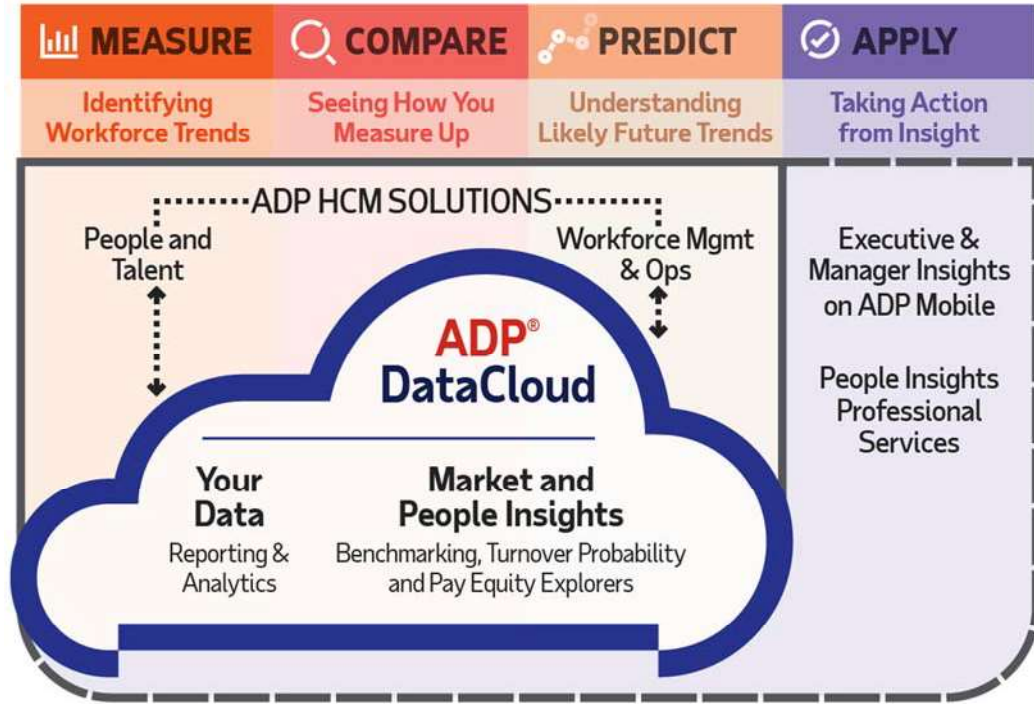 MEASURE
COMPARE
PREDICT
APPLY
Identifying
Workforce Trends
Seeing How You
Measure Up
Understanding
Likely Future Trends
Taking Action
from Insight
ADP HCM SOLUTIONS
People and
Talent
Workforce Mgmt
& Ops
Executive &
Manager Insights
on ADP Mobile
People Insights
Professional
Services
ADP®
DataCloud
Your
Data
Reporting &
Analytics
Market and
People Insights
Benchmarking, Turnover Probability
and Pay Equity Explorers